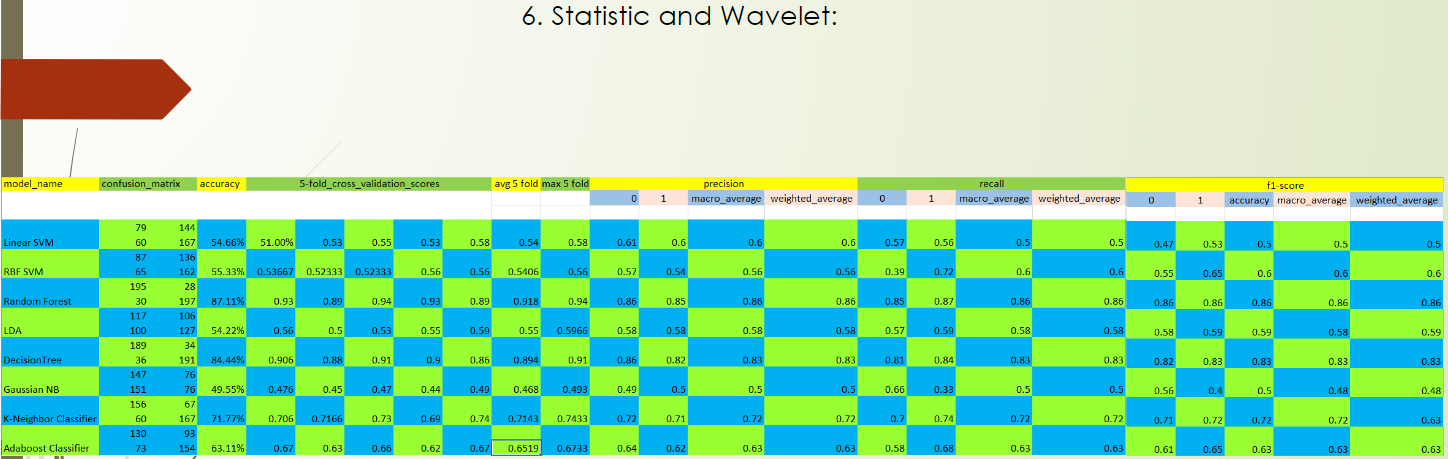 6. Statistic and Wavelet:
model_name confusion_matrix accuracy 5-fold_cross_validation_scores avg 5 fold max 5 fold precision recall f1-score
0 1 macro_average weighted_average 0 1 macro_average weighted_average 0 1 accuracy macro_average weighted_average
79 144
Linear SVM 60 167 54.66% 51.00% 0.53 0.55 0.53 0.58 0.54 0.58 0.61 0.6 0.6 0.6 0.57 0.56 0.5 0.5 0.47 0.53 0.5 0.5 0.5
87 136
RBF SVM 65 162 55.33% 0.53667 0.52333 0.52333 0.56 0.56 0.5406 0.56 0.57 0.54 0.56 0.56 0.39 0.72 0.6 0.6 0.55 0.65 0.6 0.6 0.6
195 28
Random Forest 30 197 87.11% 0.93 0.89 0.94 0.93 0.89 0.918 0.94 0.86 0.85 0.86 0.86 0.85 0.87 0.86 0.86 0.86 0.86 0.86 0.86 0.86
117 106
LDA 100 128 54.22% 0.56 0.5 0.53 0.55 0.59 0.55 0.5966 0.58 0.58 0.58 0.58 0.57 0.59 0.58 0.58 0.58 0.59 0.59 0.58 0.59
189 34
DecisionTree 36 191 84.44% 0.906 0.88 0.91 0.9 0.86 0.894 0.91 0.86 0.82 0.83 0.83 0.81 0.84 0.83 0.83 0.82 0.83 0.83 0.83 0.83
147 76
Gaussian NB 151 76 49.55% 0.476 0.45 0.47 0.44 0.49 0.468 0.493 0.49 0.5 0.5 0.5 0.66 0.33 0.5 0.5 0.56 0.4 0.5 0.48 0.48
156 67
K-Neighbor Classifier 60 167 71.77% 0.706 0.7166 0.73 0.69 0.74 0.7143 0.7433 0.72 0.71 0.72 0.72 0.7 0.74 0.72 0.72 0.71 0.72 0.72 0.72 0.63
130 93
Adaboost Classifier 73 154 63.11% 0.67 0.63 0.66 0.62 0.67 0.6519 0.6733 0.64 0.62 0.63 0.63 0.58 0.68 0.63 0.63 0.61 0.65 0.63 0.63 0.63